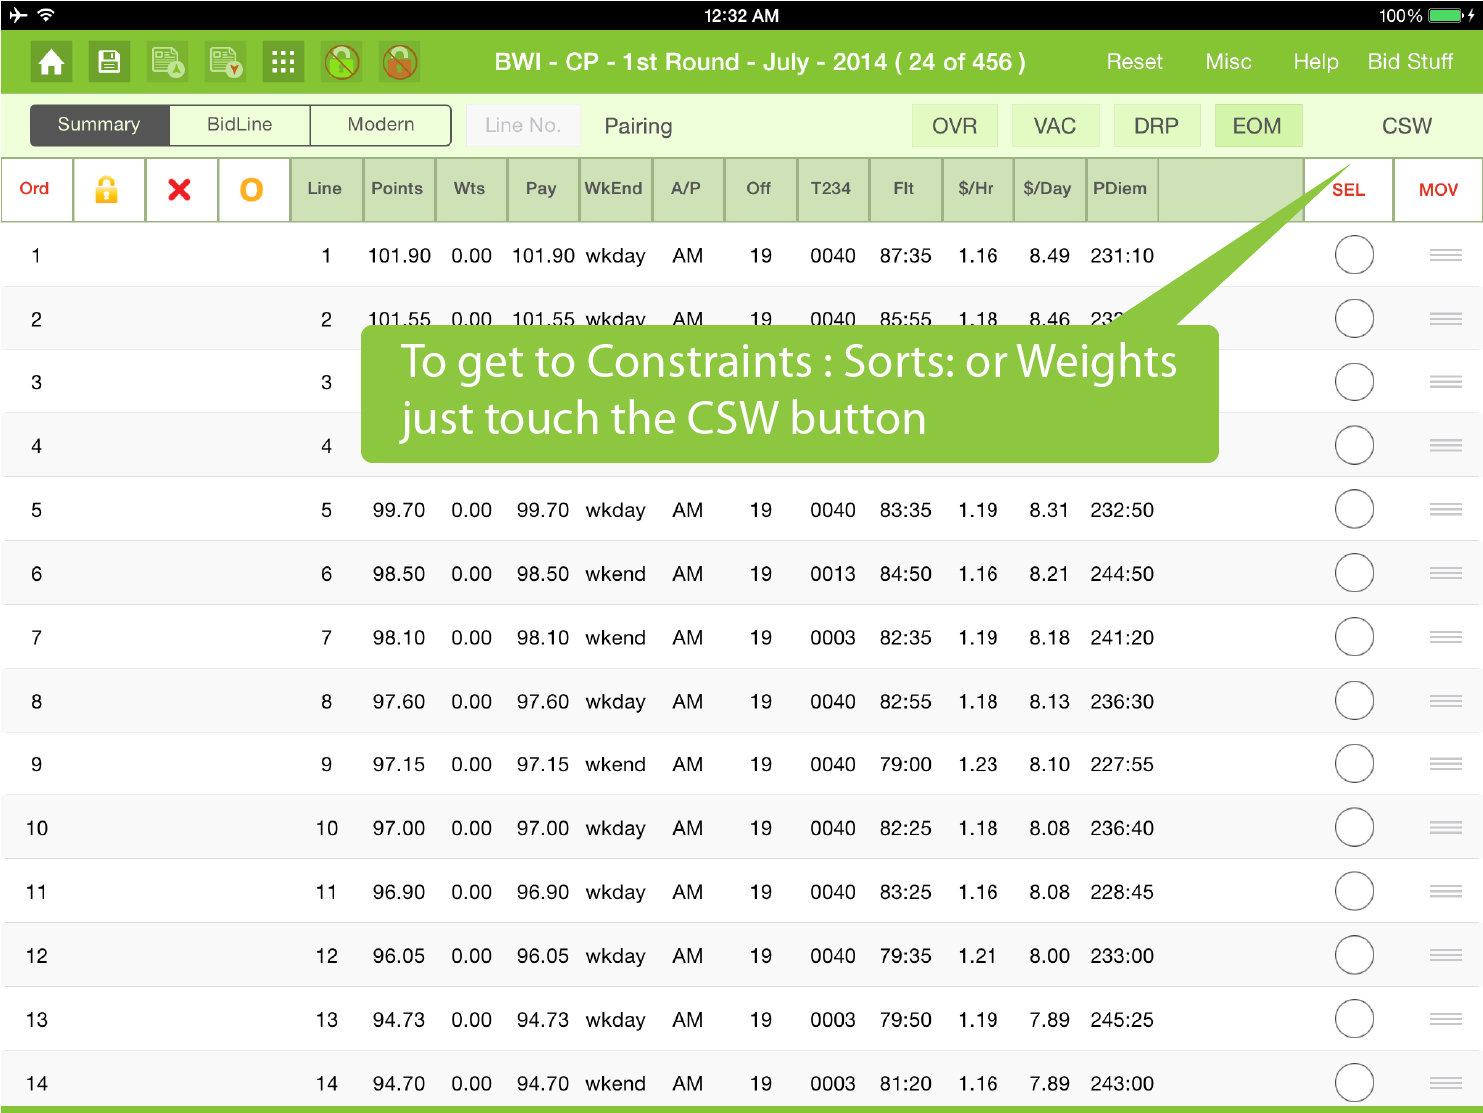 12:32 AM 100%
BWI - CP - 1st Round - July - 2014 ( 24 of 456 ) Reset Misc Help Bid Stuff
Summary BidLine Modern Line No. Pairing OVR VAC DRP EOM CSW
Ord Line Points Wts Pay WkEnd A/P Off T234 Flt $/Hr $/Day PDiem SEL MOV
1 1 101.90 0.00 101.90 wkday AM 19 0040 87:35 1.16 8.49 231:10
2 2 101.55 0.00 101.55 wkday AM 19 0040 85:55 1.18 8.46
3 3
To get to Constraints : Sorts: or Weights
just touch the CSW button
4 4
5 5 99.70 0.00 99.70 wkday AM 19 0040 83:35 1.19 8.31 232:50
6 6 98.50 0.00 98.50 wkend AM 19 0013 84:50 1.16 8.21 244:50
7 7 98.10 0.00 98.10 wkend AM 19 0003 82:35 1.19 8.18 241:20
8 8 97.60 0.00 97.60 wkday AM 19 0040 82:55 1.18 8.13 236:30
9 9 97.15 0.00 97.15 wkend AM 19 0040 79:00 1.23 8.10 227:55
10 10 97.00 0.00 97.00 wkday AM 19 0040 82:25 1.18 8.08 236:40
11 11 96.90 0.00 96.90 wkday AM 19 0040 83:25 1.16 8.08 228:45
12 12 96.05 0.00 96.05 wkday AM 19 0040 79:35 1.21 8.00 233:00
13 13 94.73 0.00 94.73 wkday AM 19 0003 79:50 1.19 7.89 245:25
14 14 94.70 0.00 94.70 wkend AM 19 0003 81:20 1.16 7.89 243:00